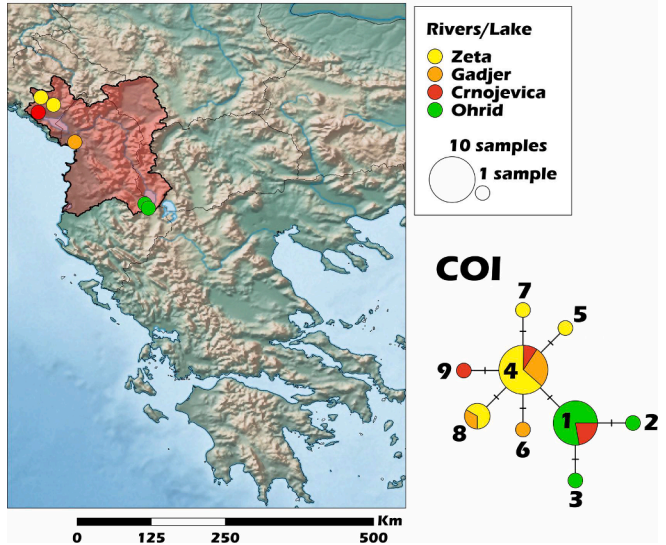 Rivers/Lake
Zeta
Gadjer
Crnojevica
Ohrid
10 samples
1 sample
COI
7
5
9
4
8
6
1
2
3
Km
0 125 250 500